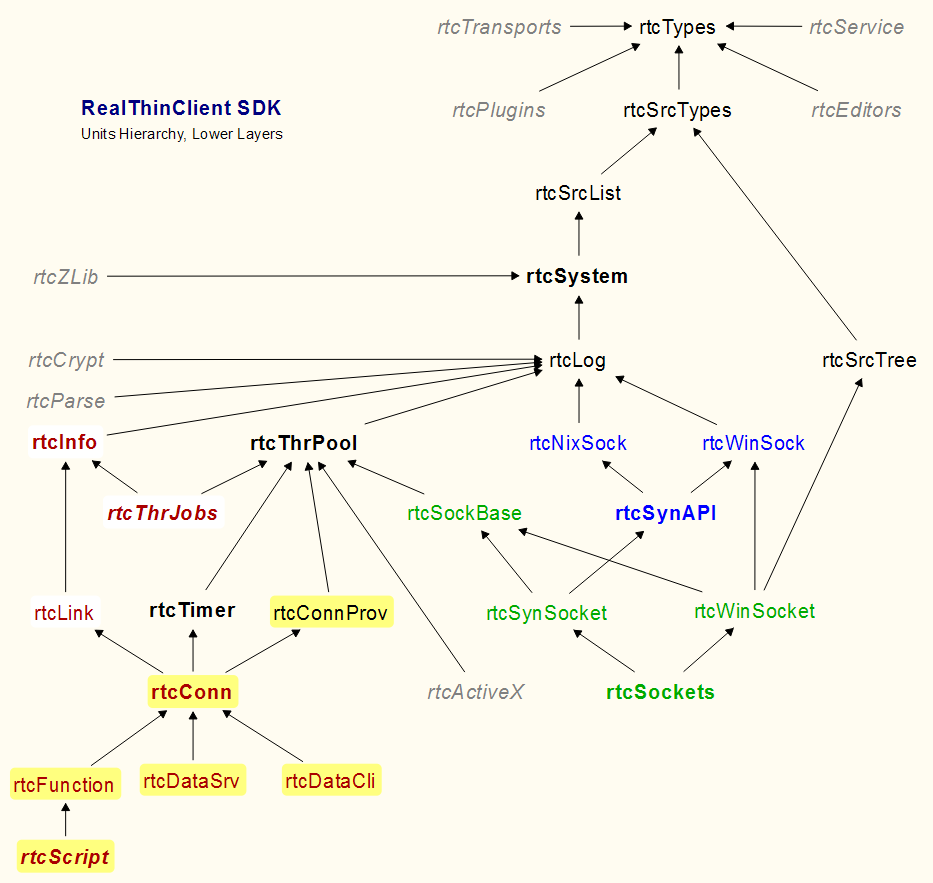 rtcTransports
rtcTypes
rtcService
RealThinClient SDK
Units Hierarchy, Lower Layers
rtcPlugins
rtcSrcTypes
rtcEditors
rtcSrcList
rtcZLib
rtcSystem
rtcCrypt
rtcLog
rtcSrcTree
rtcParse
rtcInfo
rtcThrPool
rtcNixSock
rtcWinSock
rtcThrJobs
rtcSockBase
rtcSynAPI
rtcLink
rtcTimer
rtcConnProv
rtcSynSocket
rtcWinSocket
rtcConn
rtcActiveX
rtcSockets
rtcFunction
rtcDataSrv
rtcDataCli
rtcScript